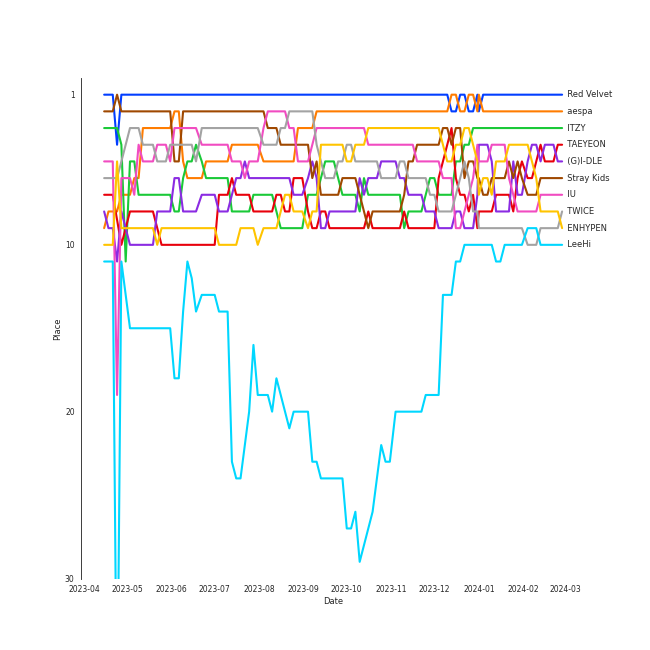 1
10
20
30
Place
2023-04 2023-05 2023-06 2023-07 2023-08 2023-09 2023-10 2023-11 2023-12 2024-01 2024-02 2024-03
Date
Red Velvet
aespa
ITZY
TAEYEON
(G)I-DLE
Stray Kids
IU
TWICE
ENHYPEN
LeeHi